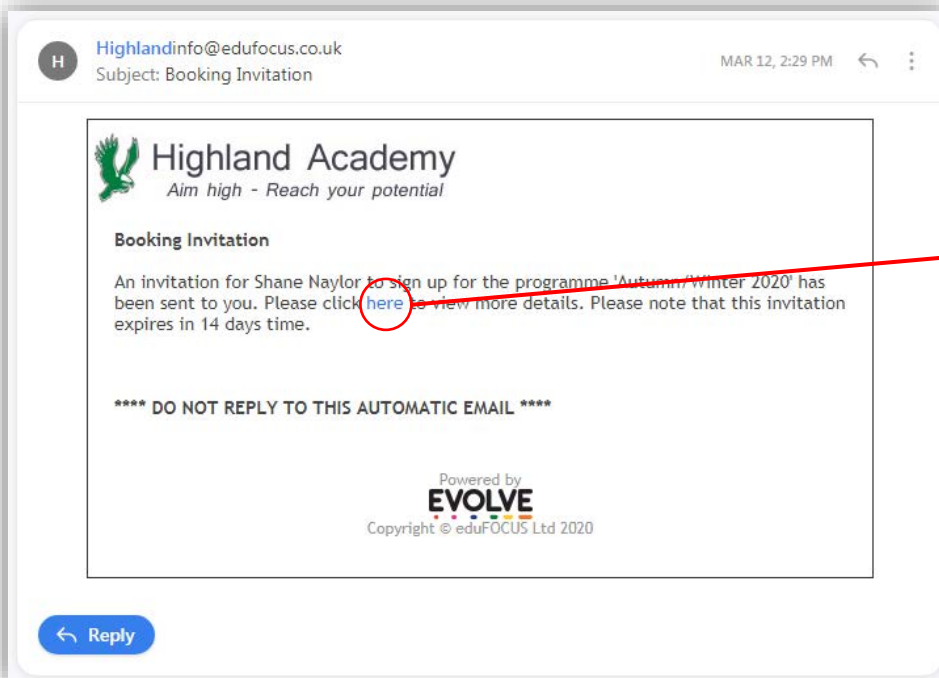 H
Highlandinfo@edufocus.co.uk
Subject: Booking Invitation
MAR 12, 2:29 PM
Highland Academy
Aim high - Reach your potential
Booking Invitation
An invitation for Shane Naylor to sign up for the programme 'Autumn/Winter 2020' has
been sent to you. Please click here to view more details. Please note that this invitation
expires in 14 days time.
**** DO NOT REPLY TO THIS AUTOMATIC EMAIL ****
Powered by
EVOLVE
Copyright © eduFOCUS Ltd 2020
Reply